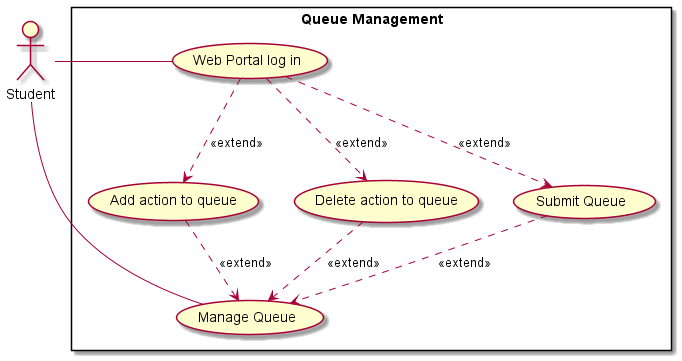 Queue Management
Web Portal log in
Student
«extend»
«extend»
«extend»
Add action to queue
Delete action to queue
Submit Queue
«extend»
«extend»
«extend»
Manage Queue